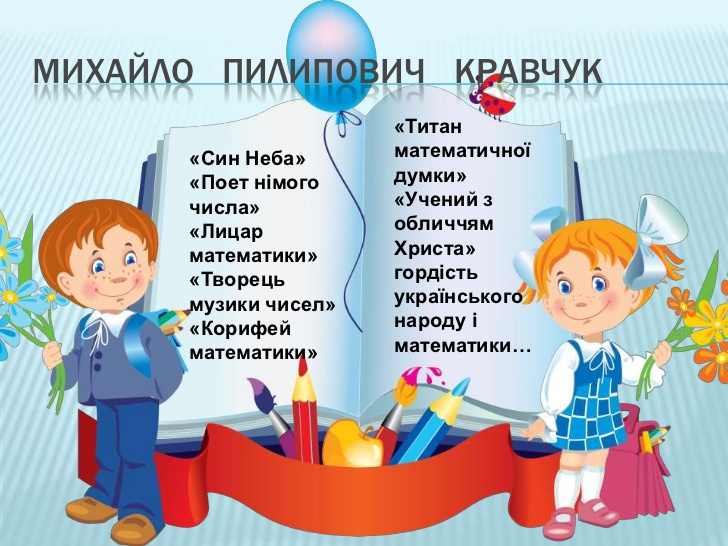 МИХАЙЛО ПИЛИПОВИЧ КРАВЧУК
«Син Неба»
«Поет німого
числа»
«Лицар
математики»
«Творець
музики чисел»
«Корифей
математики»
«Титан
математичної
думки»
«Учений з
обличчям
Христа»
гордість
українського
народу і
математики…